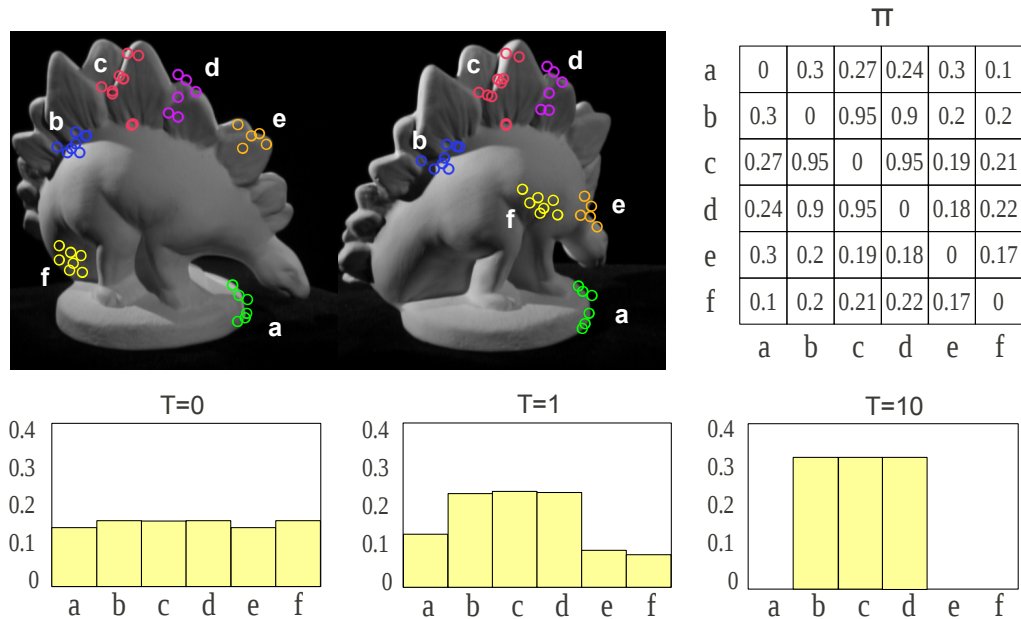 c
d
b
e
f
a
c
d
b
f
e
a
π
a 0 0.3 0.27 0.24 0.3 0.1
b 0.3 0 0.95 0.9 0.2 0.2
c 0.27 0.95 0 0.95 0.19 0.21
d 0.24 0.9 0.95 0 0.18 0.22
e 0.3 0.2 0.19 0.18 0 0.17
f 0.1 0.2 0.21 0.22 0.17 0
a b c d e f
T=0
0.4
0.3
0.2
0.1
0
a b c d e f
T=1
0.4
0.3
0.2
0.1
0
a b c d e f
T=10
0.4
0.3
0.2
0.1
0
a b c d e f